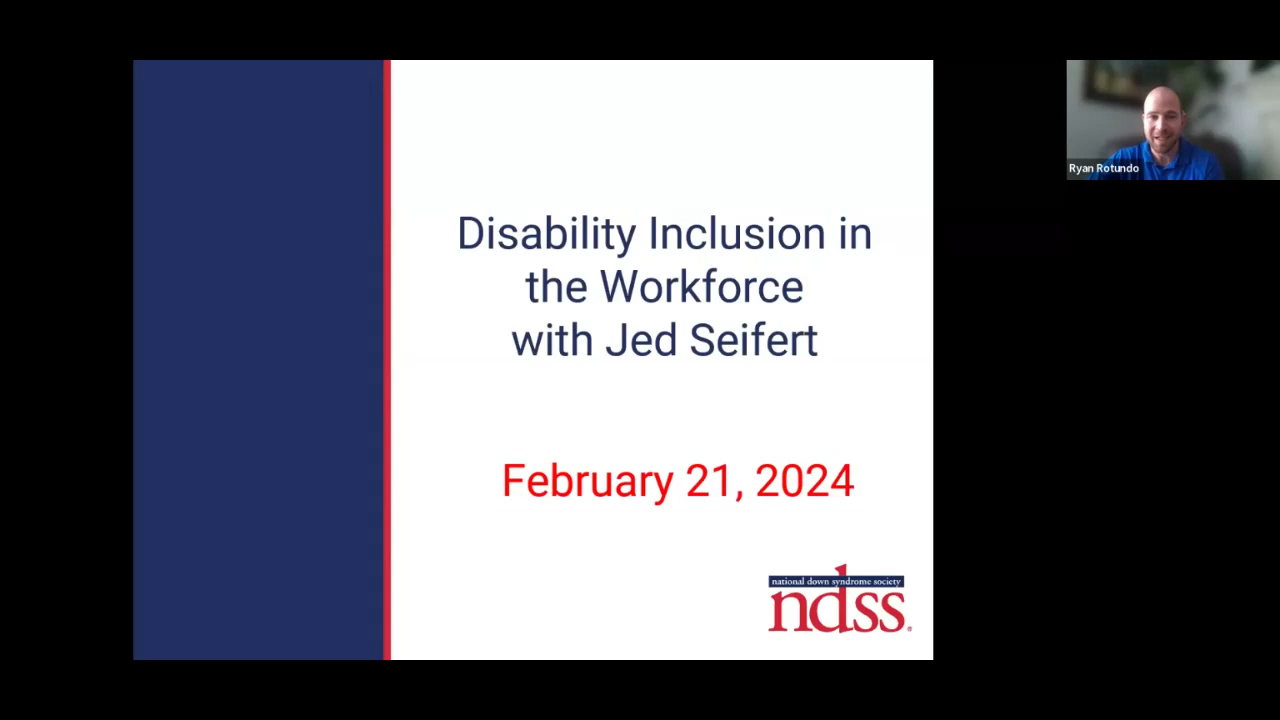 Disability Inclusion in
the Workforce
with Jed Seifert
February 21, 2024
national down syndrome society
ndss®
Ryan Rotundo